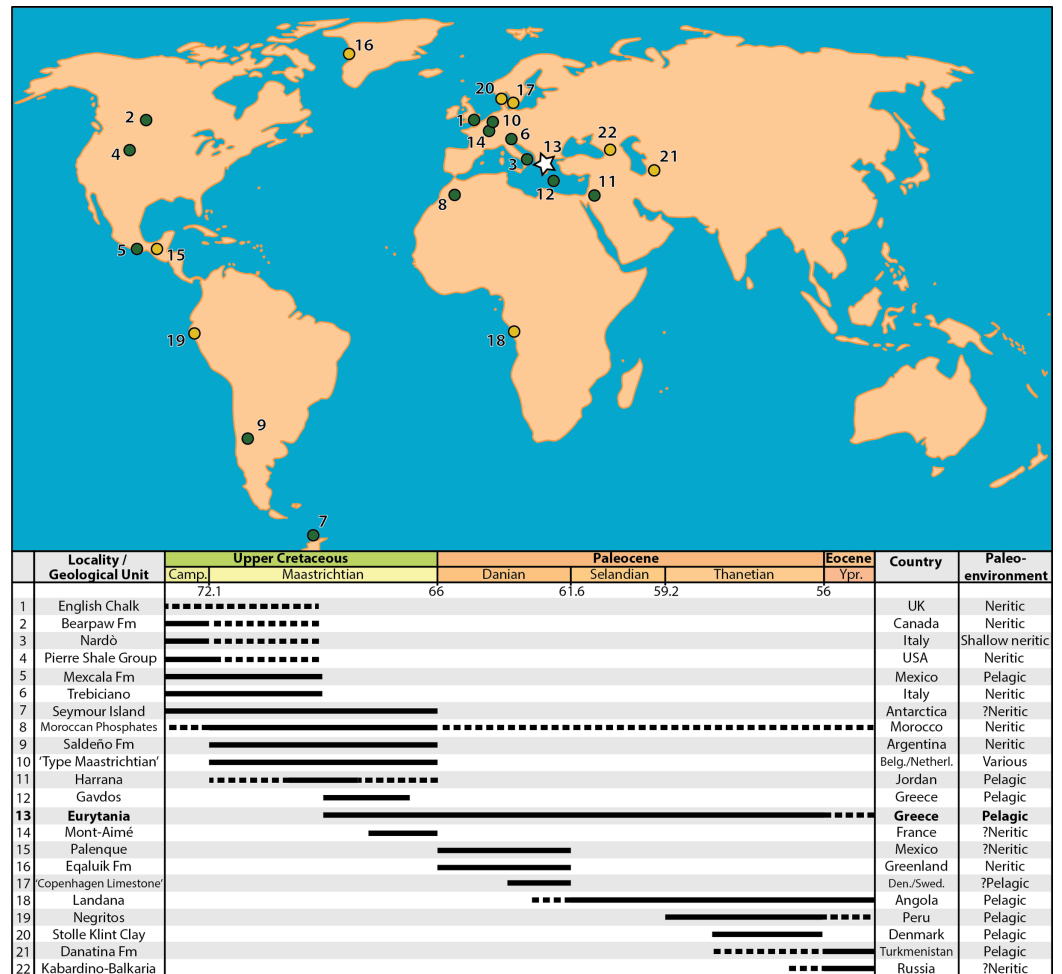 16
20
17
2
1
10
14
6
4
13
22
3
21
12
11
8
5
15
19
18
9
7
Locality / Geological Unit
Upper Cretaceous
Paleocene
Eocene
Country
Paleo-environment
Camp.
Maastrichtian
Danian
Selandian
Thanetian
Ypr.
72.1 66 61.6 59.2 56
1 English Chalk UK Neritic
2 Bearpaw Fm Canada Neritic
3 Nardò Italy Shallow neritic
4 Pierre Shale Group USA Neritic
5 Mexcala Fm Mexico Pelagic
6 Trebiciano Italy Neritic
7 Seymour Island Antarctica ?Neritic
8 Moroccan Phosphates Morocco Neritic
9 Saldeño Fm Argentina Neritic
10 'Type Maastrichtian' Belg./Netherl. Various
11 Harrana Jordan Pelagic
12 Gavdos Greece Pelagic
13 Eurytania Greece Pelagic
14 Mont-Aimé France ?Neritic
15 Palenque Mexico ?Neritic
16 Eqaluik Fm Greenland Neritic
17 'Copenhagen Limestone' Den./Swed. ?Pelagic
18 Landana Angola Pelagic
19 Negritos Peru Pelagic
20 Stolle Klint Clay Denmark Pelagic
21 Danatina Fm Turkmenistan Pelagic
22 Kabardino-Balkaria Russia ?Neritic